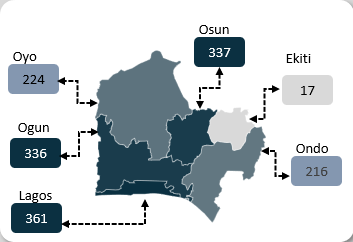 Osun
337
Oyo
224
Ekiti
17
Ogun
336
Ondo
216
Lagos
361